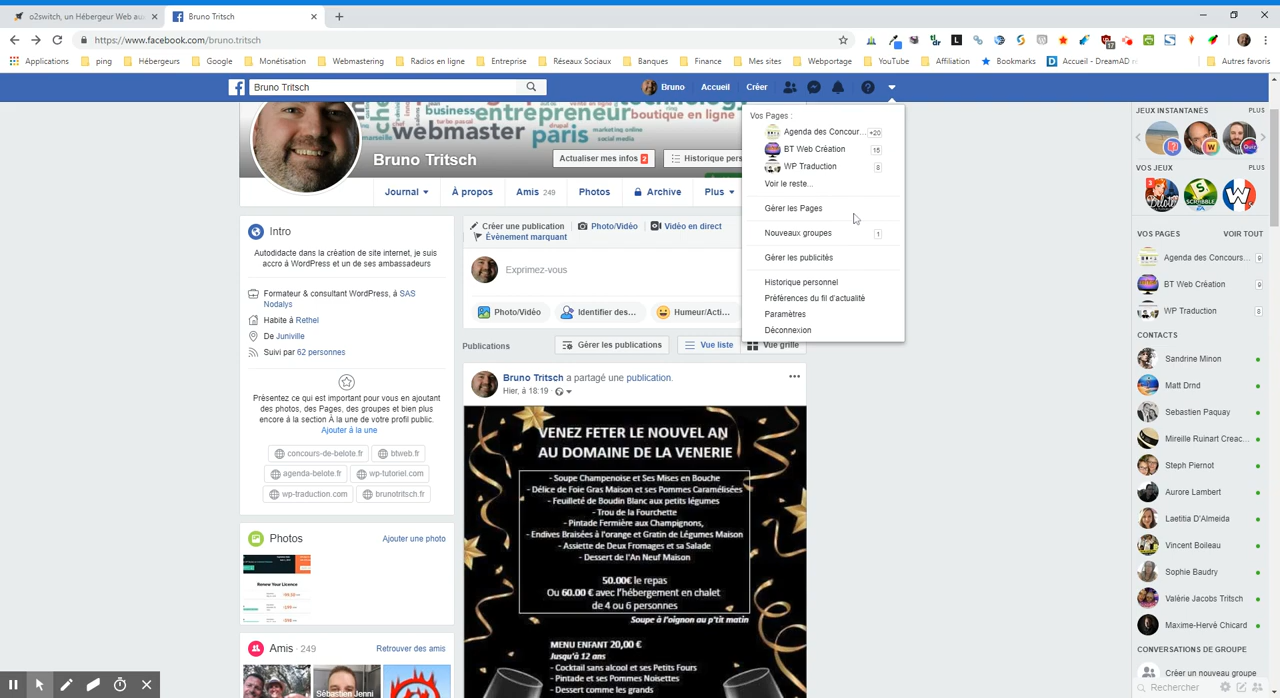 o2switch, un Hébergeur Web au
Bruno Tritsch
https://www.facebook.com/bruno.tritsch
Applications
ping
Hébergeurs
Google
Monétisation
Webmastering
Radios en ligne
Entreprise
Réseaux Sociaux
Banques
Finance
Mes sites
Webportage
YouTube
Affiliation
Bookmarks
Accueil - DreamAD
Autres favoris
Bruno Tritsch
Bruno
Accueil
Créer
business
entrepreneur
technology
boutique en ligne
webmaster
paris
marketing online
social media
Bruno Tritsch
Actualiser mes infos 2
Historique pers
Journal
À propos
Amis 249
Photos
Archive
Plus
Vos Pages :
Agenda des Concour... +20
BT Web Création 15
WP Traduction 8
Voir le reste...
Gérer les Pages
Nouveaux groupes 1
Gérer les publicités
Historique personnel
Préférences du fil d'actualité
Paramètres
Déconnexion
Intro
Autodidacte dans la création de site internet, je suis
accro à WordPress et un de ses ambassadeurs
Formateur & consultant WordPress, à SAS
Nodalys
Habite à Rethel
De Juniville
Suivi par 62 personnes
Présentez ce qui est important pour vous en ajoutant
des photos, des Pages, des groupes et bien plus
encore à la section À la une de votre profil public.
Ajouter à la une
concours-de-belote.fr
btweb.fr
agenda-belote.fr
wp-tutoriel.com
wp-traduction.com
brunotritsch.fr
Photos
Ajouter une photo
Renew Your Licence
Amis · 249
Retrouver des amis
Sébastien Jenni
Créer une publication
Photo/Vidéo
Vidéo en direct
Évènement marquant
Exprimez-vous
Photo/Vidéo
Identifier des...
Humeur/Acti...
Publications
Gérer les publications
Vue liste
Vue grille
Bruno Tritsch a partagé une publication.
Hier, à 18:19 ·
VENEZ FETER LE NOUVEL AN
AU DOMAINE DE LA VENERIE
- Soupe Champenoise et Ses Mises en Bouche
- Délice de Foie Gras Maison et ses Pommes Caramélisées
- Feuilleté de Boudin Blanc aux petits légumes
- Trou de la Fourchette
- Pintade Fermière aux Champignons,
- Endives Braisées à l'orange et Gratin de Légumes Maison
- Assiette de Deux Fromages et sa Salade
- Dessert de l'An Neuf Maison
50.00€ le repas
Ou 60.00 € avec l'hébergement en chalet
de 4 ou 6 personnes
Soupe à l'oignon au p'tit matin
MENU ENFANT 20,00 €
Jusqu'à 12 ans
- Cocktail sans alcool et ses Petits Fours
- Pintade et ses Pommes Noisettes
- Dessert comme les grands
JEUX INSTANTANÉS
PLUS
Quiz
VOS JEUX
PLUS
Belote
SCRABBLE
VOS PAGES
VOIR TOUT
Agenda des Concours... 9
BT Web Création 9
WP Traduction 8
CONTACTS
Sandrine Minon
Matt Drnd
Sebastien Paquay
Mireille Ruinart Creac...
Steph Piernot
Aurore Lambert
Laetitia D'Almeida
Vincent Boileau
Sophie Baudry
Valérie Jacobs Tritsch
Maxime-Hervé Chicard
CONVERSATIONS DE GROUPE
Créer un nouveau groupe
Rechercher